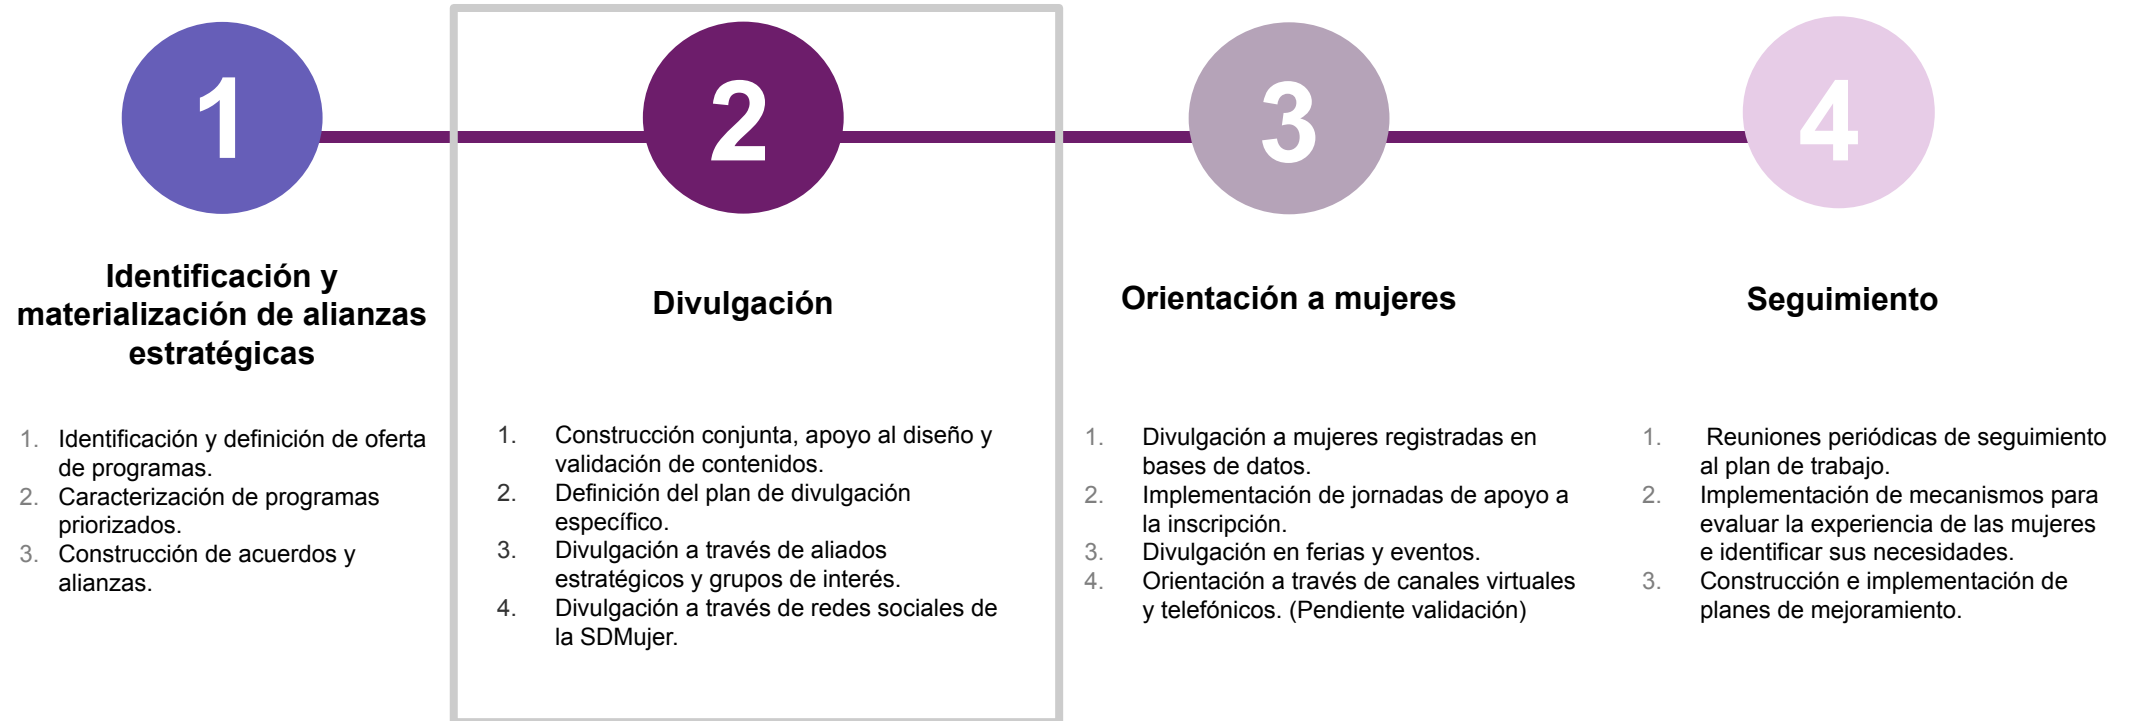 1
Identificación y
materialización de alianzas
estratégicas
1. Identificación y definición de oferta
de programas.
2. Caracterización de programas
priorizados.
3. Construcción de acuerdos y
alianzas.
2
Divulgación
1. Construcción conjunta, apoyo al diseño y
validación de contenidos.
2. Definición del plan de divulgación
específico.
3. Divulgación a través de aliados
estratégicos y grupos de interés.
4. Divulgación a través de redes sociales de
la SDMujer.
3
Orientación a mujeres
1. Divulgación a mujeres registradas en
bases de datos.
2. Implementación de jornadas de apoyo a
la inscripción.
3. Divulgación en ferias y eventos.
4. Orientación a través de canales virtuales
y telefónicos. (Pendiente validación)
4
Seguimiento
1. Reuniones periódicas de seguimiento
al plan de trabajo.
2. Implementación de mecanismos para
evaluar la experiencia de las mujeres
e identificar sus necesidades.
3. Construcción e implementación de
planes de mejoramiento.